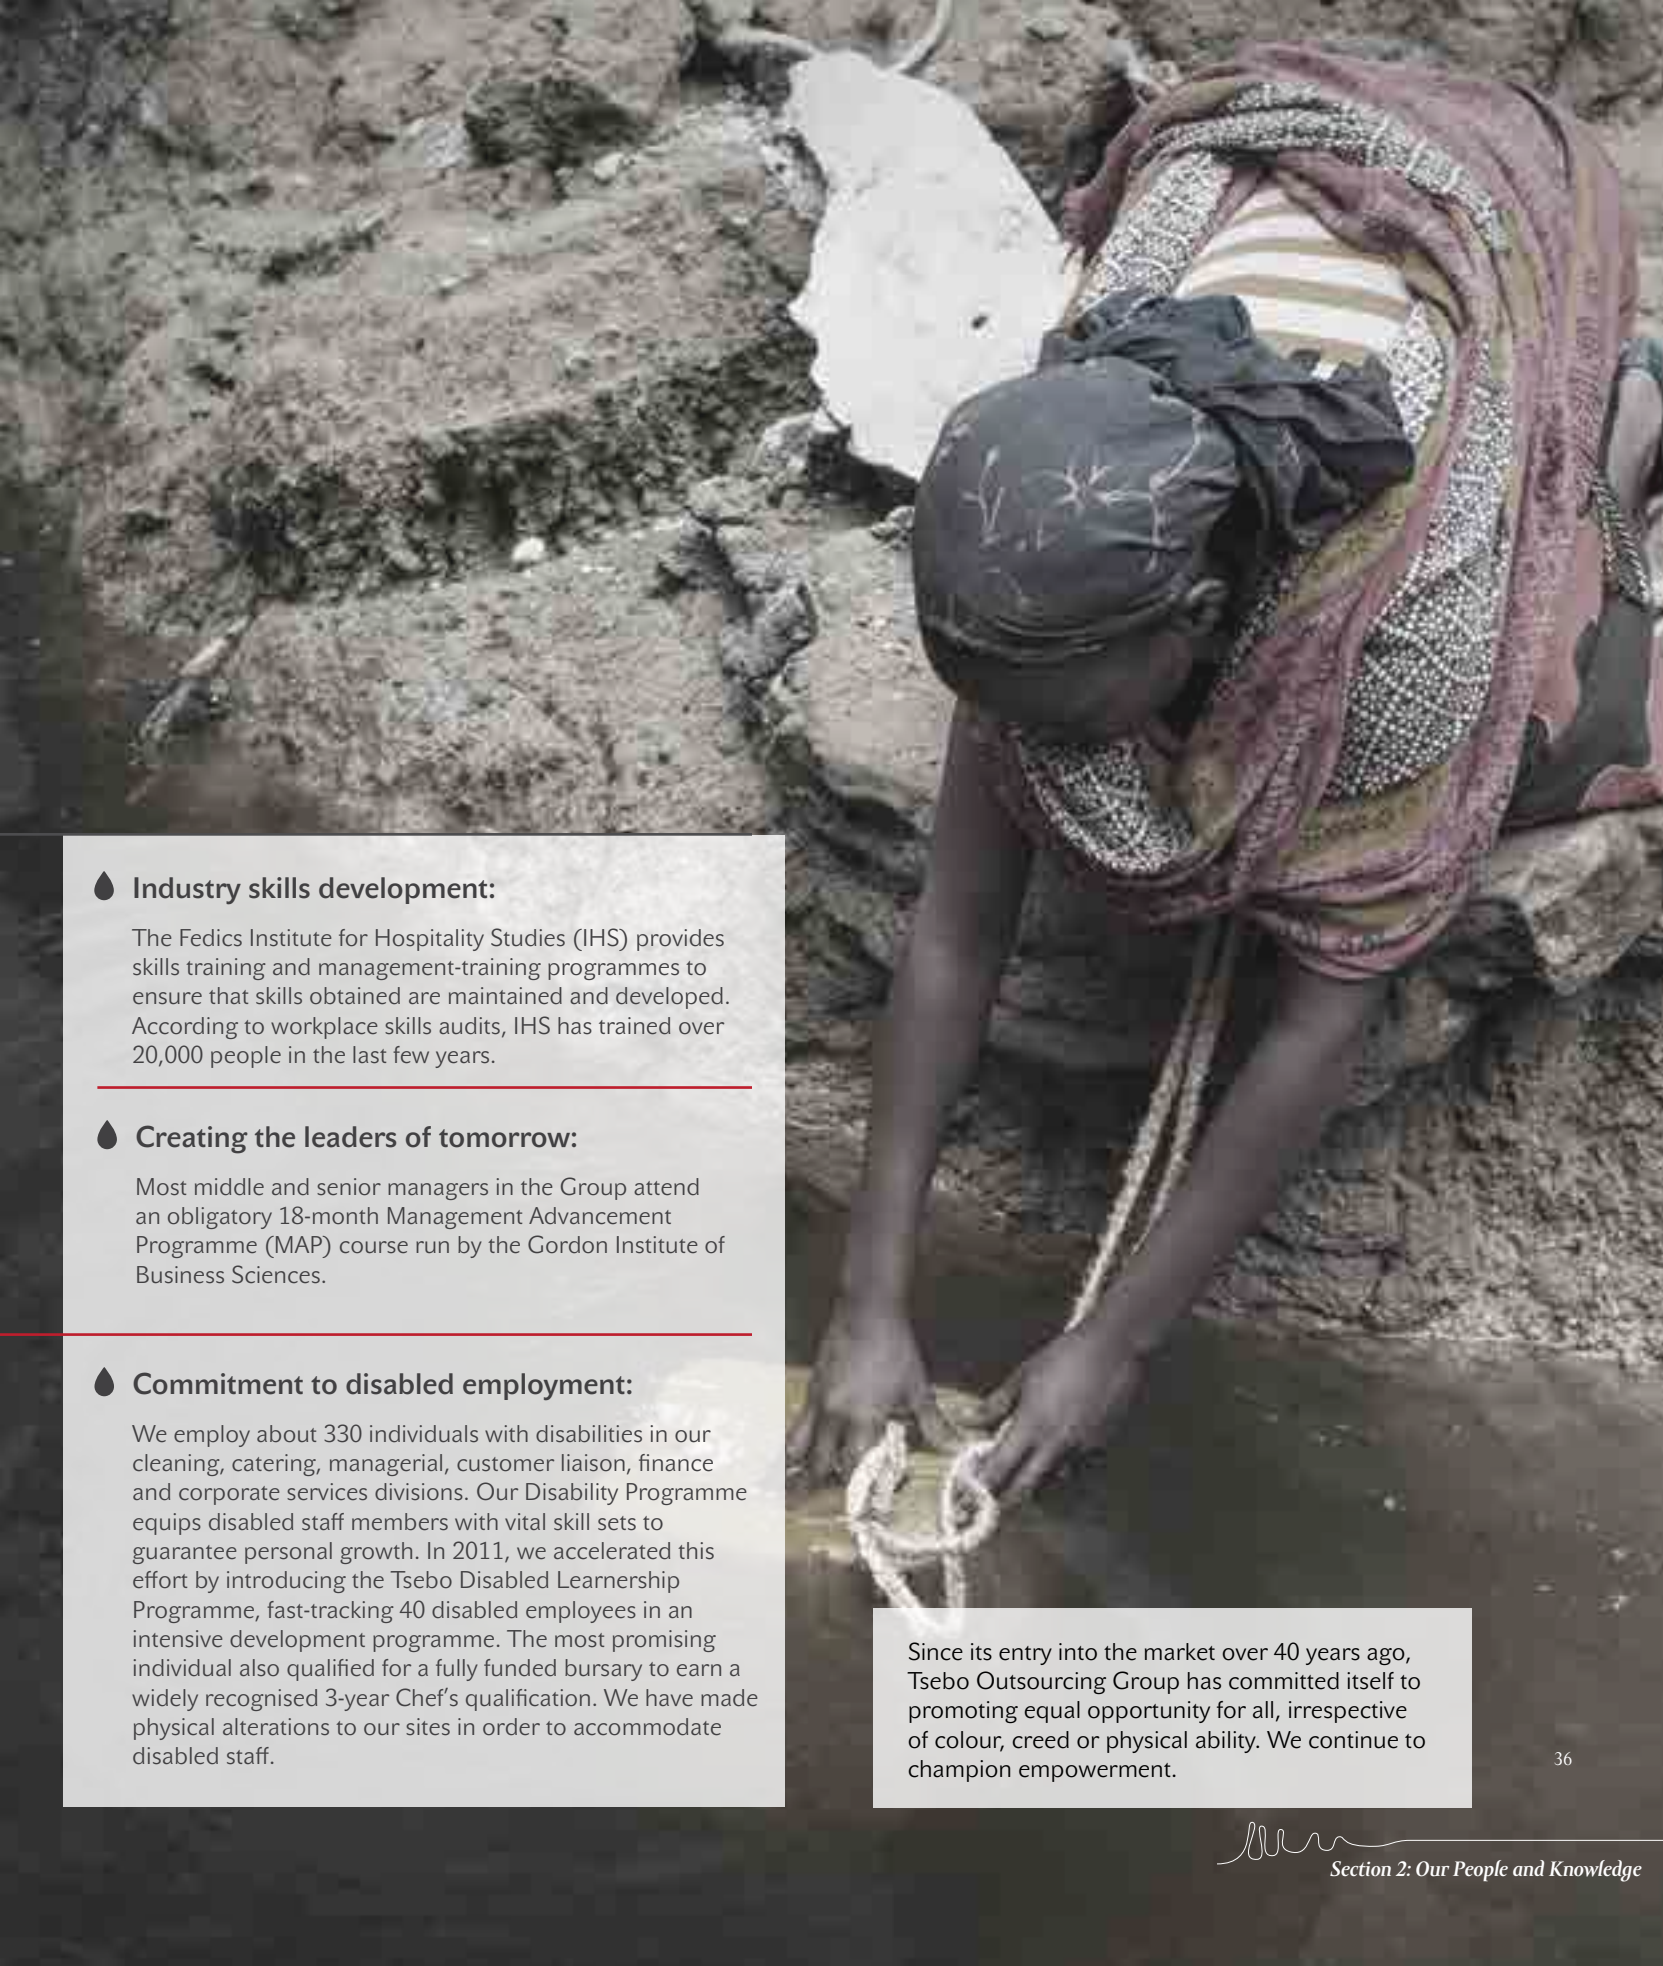 Industry skills development:
The Fedics Institute for Hospitality Studies (IHS) provides
skills training and management-training programmes to
ensure that skills obtained are maintained and developed.
According to workplace skills audits, IHS has trained over
20,000 people in the last few years.
Creating the leaders of tomorrow:
Most middle and senior managers in the Group attend
an obligatory 18-month Management Advancement
Programme (MAP) course run by the Gordon Institute of
Business Sciences.
Commitment to disabled employment:
We employ about 330 individuals with disabilities in our
cleaning, catering, managerial, customer liaison, finance
and corporate services divisions. Our Disability Programme
equips disabled staff members with vital skill sets to
guarantee personal growth. In 2011, we accelerated this
effort by introducing the Tsebo Disabled Learnership
Programme, fast-tracking 40 disabled employees in an
intensive development programme. The most promising
individual also qualified for a fully funded bursary to earn a
widely recognised 3-year Chef's qualification. We have made
physical alterations to our sites in order to accommodate
disabled staff.
Since its entry into the market over 40 years ago,
Tsebo Outsourcing Group has committed itself to
promoting equal opportunity for all, irrespective
of colour, creed or physical ability. We continue to
champion empowerment.
36
Section 2: Our People and Knowledge